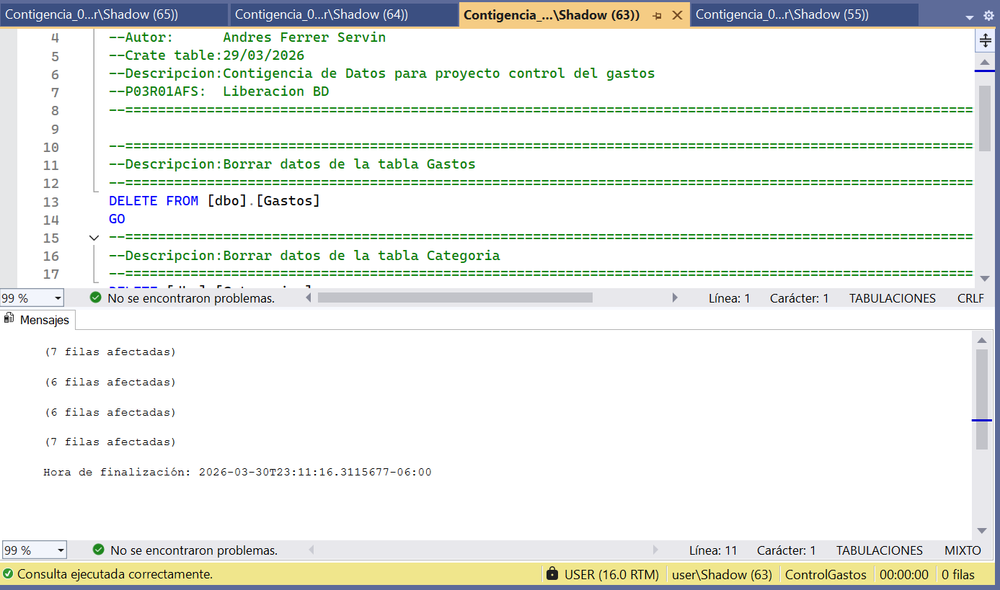 Contigencia_0...r\Shadow (65))
Contigencia_0...r\Shadow (64))
Contigencia_...\Shadow (63))
Contigencia_0...r\Shadow (55))
4 --Autor: Andres Ferrer Servin
5 --Crate table:29/03/2026
6 --Descripcion:Contigencia de Datos para proyecto control del gastos
7 --P03R01AFS: Liberacion BD
8 --========================================================================================================
9
10 --========================================================================================================
11 --Descripcion:Borrar datos de la tabla Gastos
12 --========================================================================================================
13 DELETE FROM [dbo].[Gastos]
14 GO
15 --========================================================================================================
16 --Descripcion:Borrar datos de la tabla Categoria
17 --========================================================================================================
99 % No se encontraron problemas. Línea: 1 Carácter: 1 TABULACIONES CRLF
Mensajes
(7 filas afectadas)
(6 filas afectadas)
(6 filas afectadas)
(7 filas afectadas)
Hora de finalización: 2026-03-30T23:11:16.3115677-06:00
99 % No se encontraron problemas. Línea: 11 Carácter: 1 TABULACIONES MIXTO
Consulta ejecutada correctamente. USER (16.0 RTM) user\Shadow (63) ControlGastos 00:00:00 0 filas